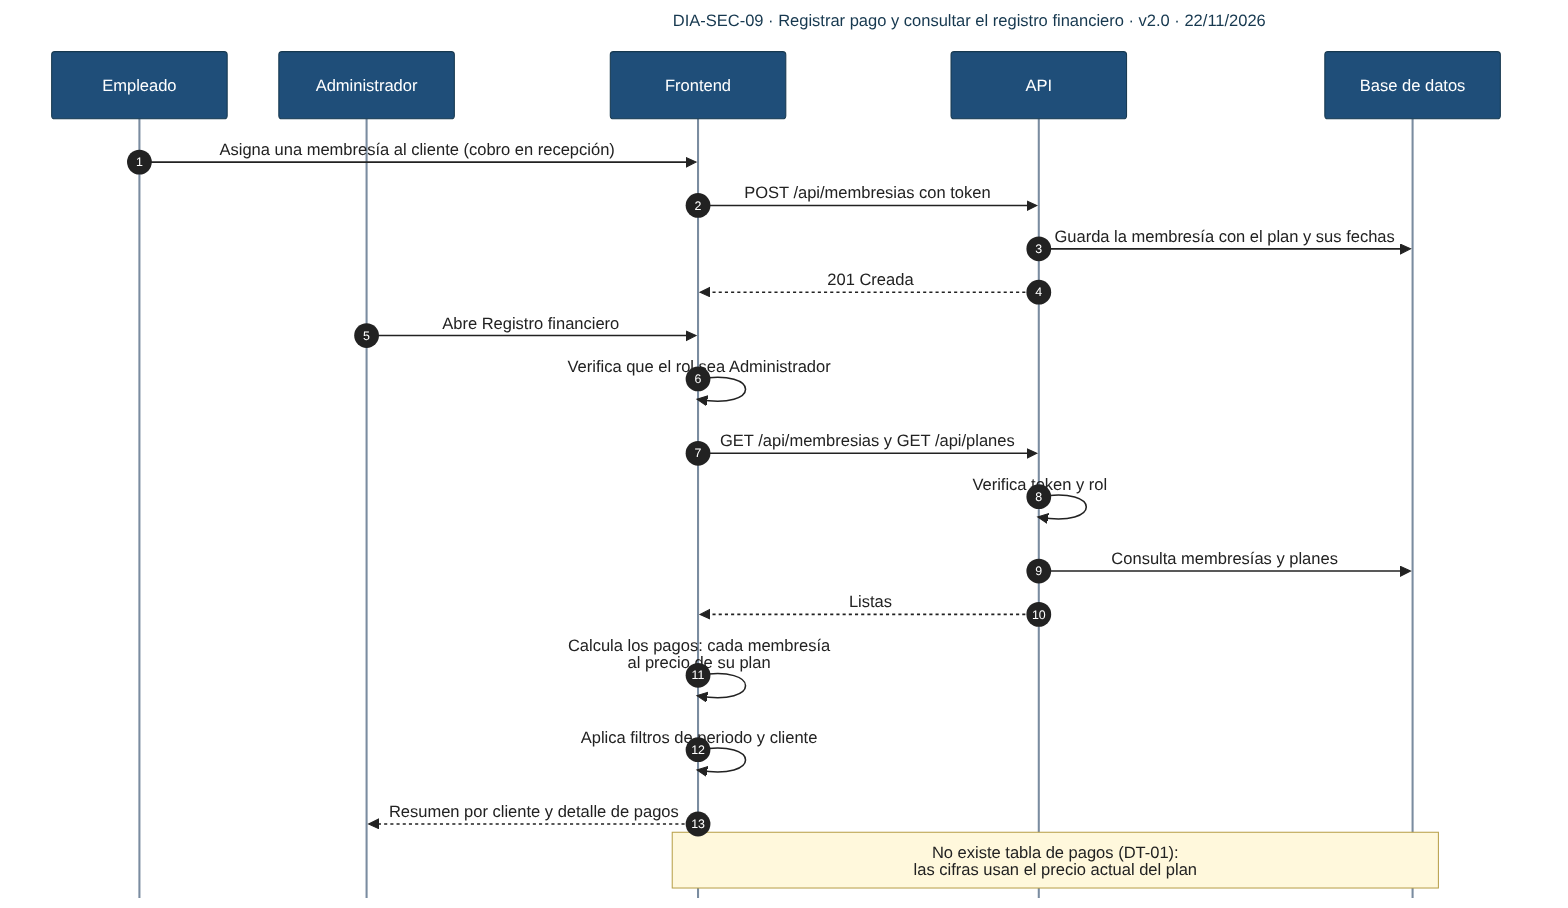 DIA-SEC-09 · Registrar pago y consultar el registro financiero · v2.0 · 22/11/2026
Empleado
Administrador
Frontend
API
Base de datos
1
Asigna una membresía al cliente (cobro en recepción)
2
POST /api/membresias con token
3
Guarda la membresía con el plan y sus fechas
201 Creada
4
5
Abre Registro financiero
Verifica que el rol sea Administrador
6
7
GET /api/membresias y GET /api/planes
Verifica token y rol
8
9
Consulta membresías y planes
Listas
10
Calcula los pagos: cada membresía
al precio de su plan
11
Aplica filtros de periodo y cliente
12
Resumen por cliente y detalle de pagos
13
No existe tabla de pagos (DT-01):
las cifras usan el precio actual del plan